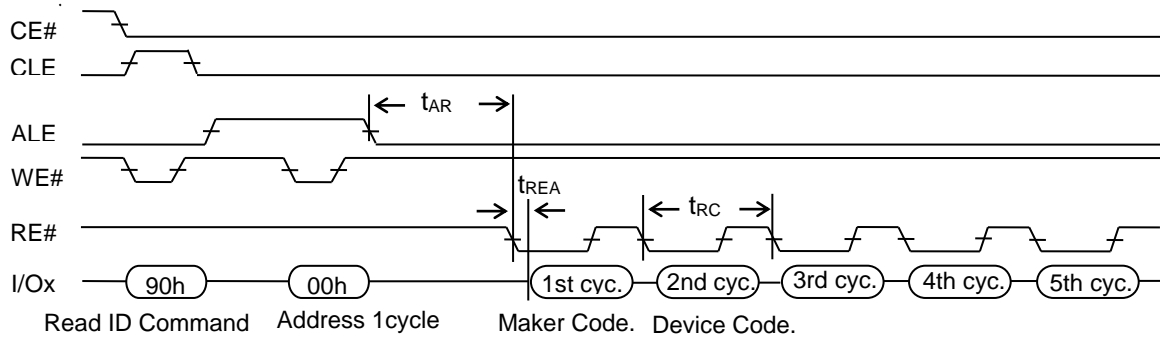 CE#
CLE
tAR
ALE
WE#
tREA
tRC
RE#
I/Ox 90h 00h 1st cyc. 2nd cyc. 3rd cyc. 4th cyc. 5th cyc.
Read ID Command Address 1cycle Maker Code. Device Code.